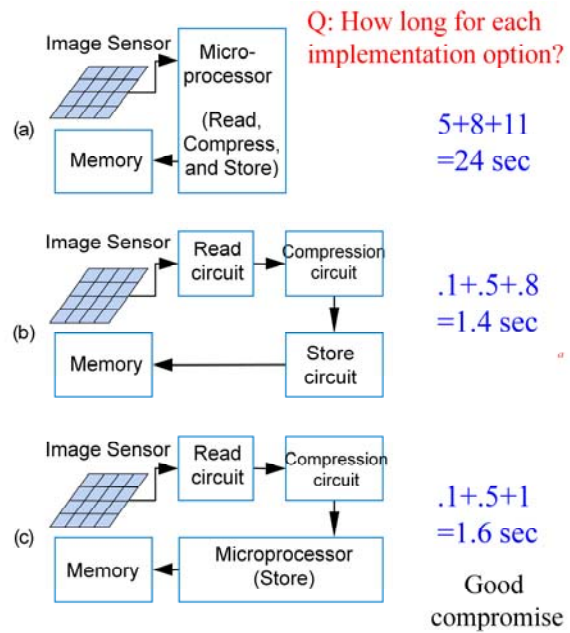 Q: How long for each
implementation option?
Image Sensor
Micro-
processor
(Read,
Compress,
and Store)
(a)
Memory
5+8+11
=24 sec
Image Sensor
Read
circuit
Compression
circuit
(b)
Memory
Store
circuit
.1+.5+.8
=1.4 sec
a
Image Sensor
Read
circuit
Compression
circuit
(c)
Memory
Microprocessor
(Store)
.1+.5+1
=1.6 sec
Good
compromise